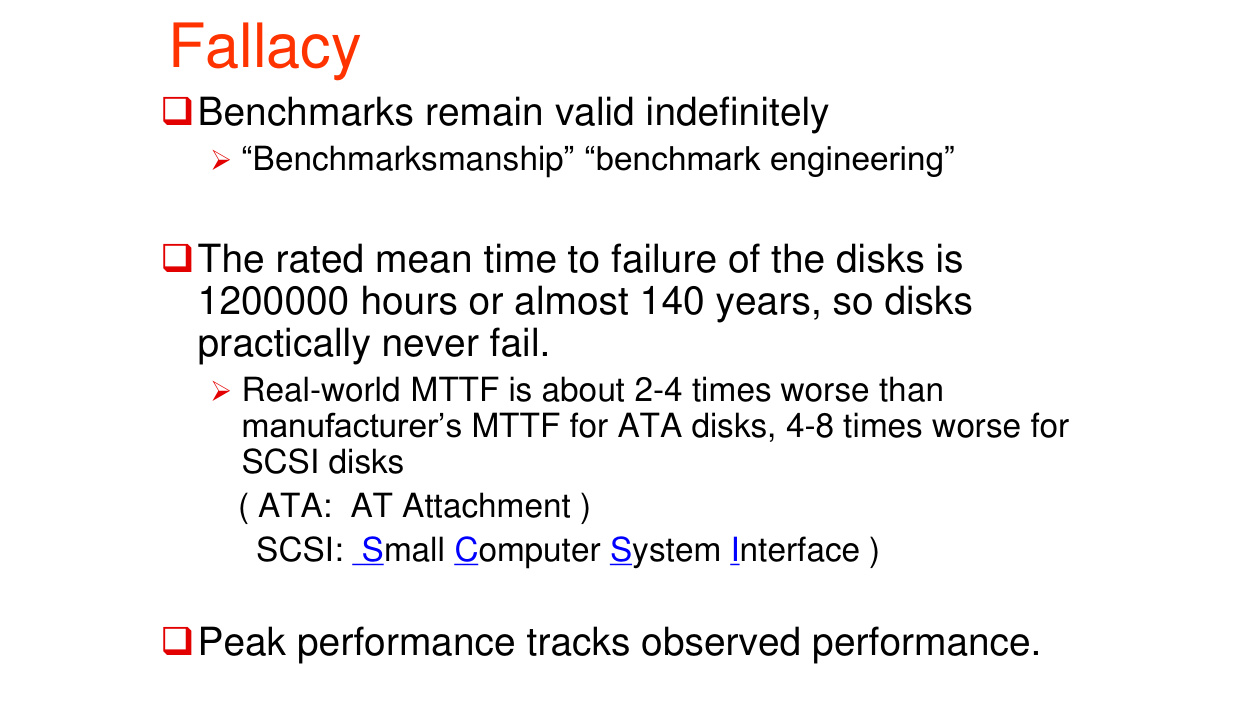 Fallacy
❑Benchmarks remain valid indefinitely
➢ “Benchmarksmanship” “benchmark engineering”
❑The rated mean time to failure of the disks is
1200000 hours or almost 140 years, so disks
practically never fail.
➢ Real-world MTTF is about 2-4 times worse than
manufacturer’s MTTF for ATA disks, 4-8 times worse for
SCSI disks
( ATA:  AT Attachment )
SCSI:  Small Computer System Interface )
❑Peak performance tracks observed performance.